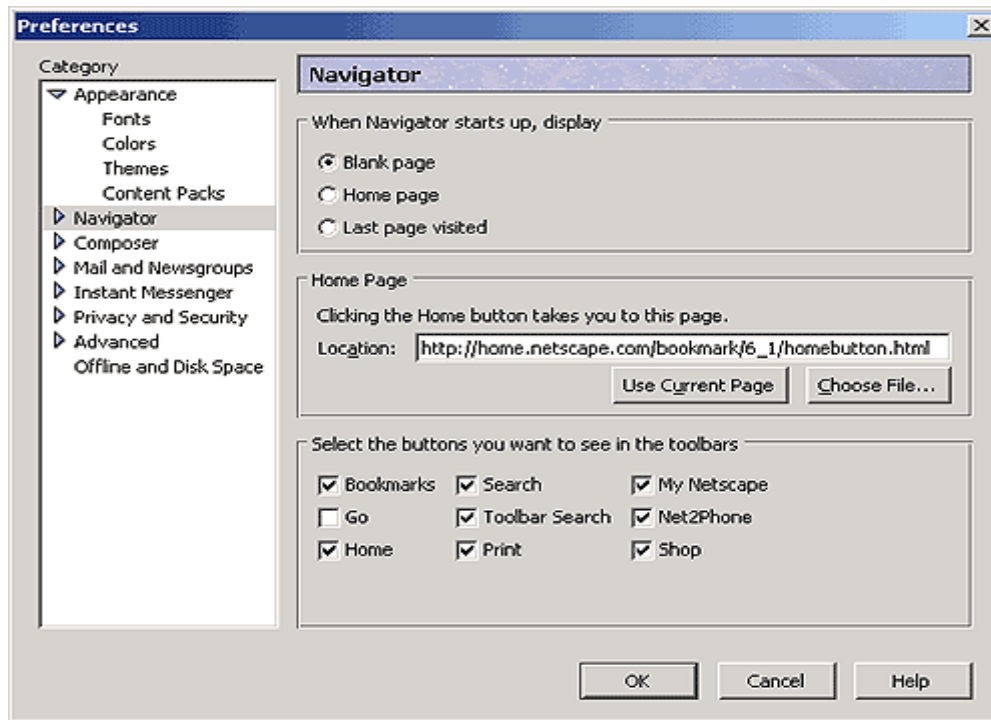 Preferences
Category
Appearance
Fonts
Colors
Themes
Content Packs
Navigator
Composer
Mail and Newsgroups
Instant Messenger
Privacy and Security
Advanced
Offline and Disk Space
Navigator
When Navigator starts up, display
Blank page
Home page
Last page visited
Home Page
Clicking the Home button takes you to this page.
Location: http://home.netscape.com/bookmark/6_1/homebutton.html
Use Current Page Choose File...
Select the buttons you want to see in the toolbars
Bookmarks Search My Netscape
Go Toolbar Search Net2Phone
Home Print Shop
OK Cancel Help